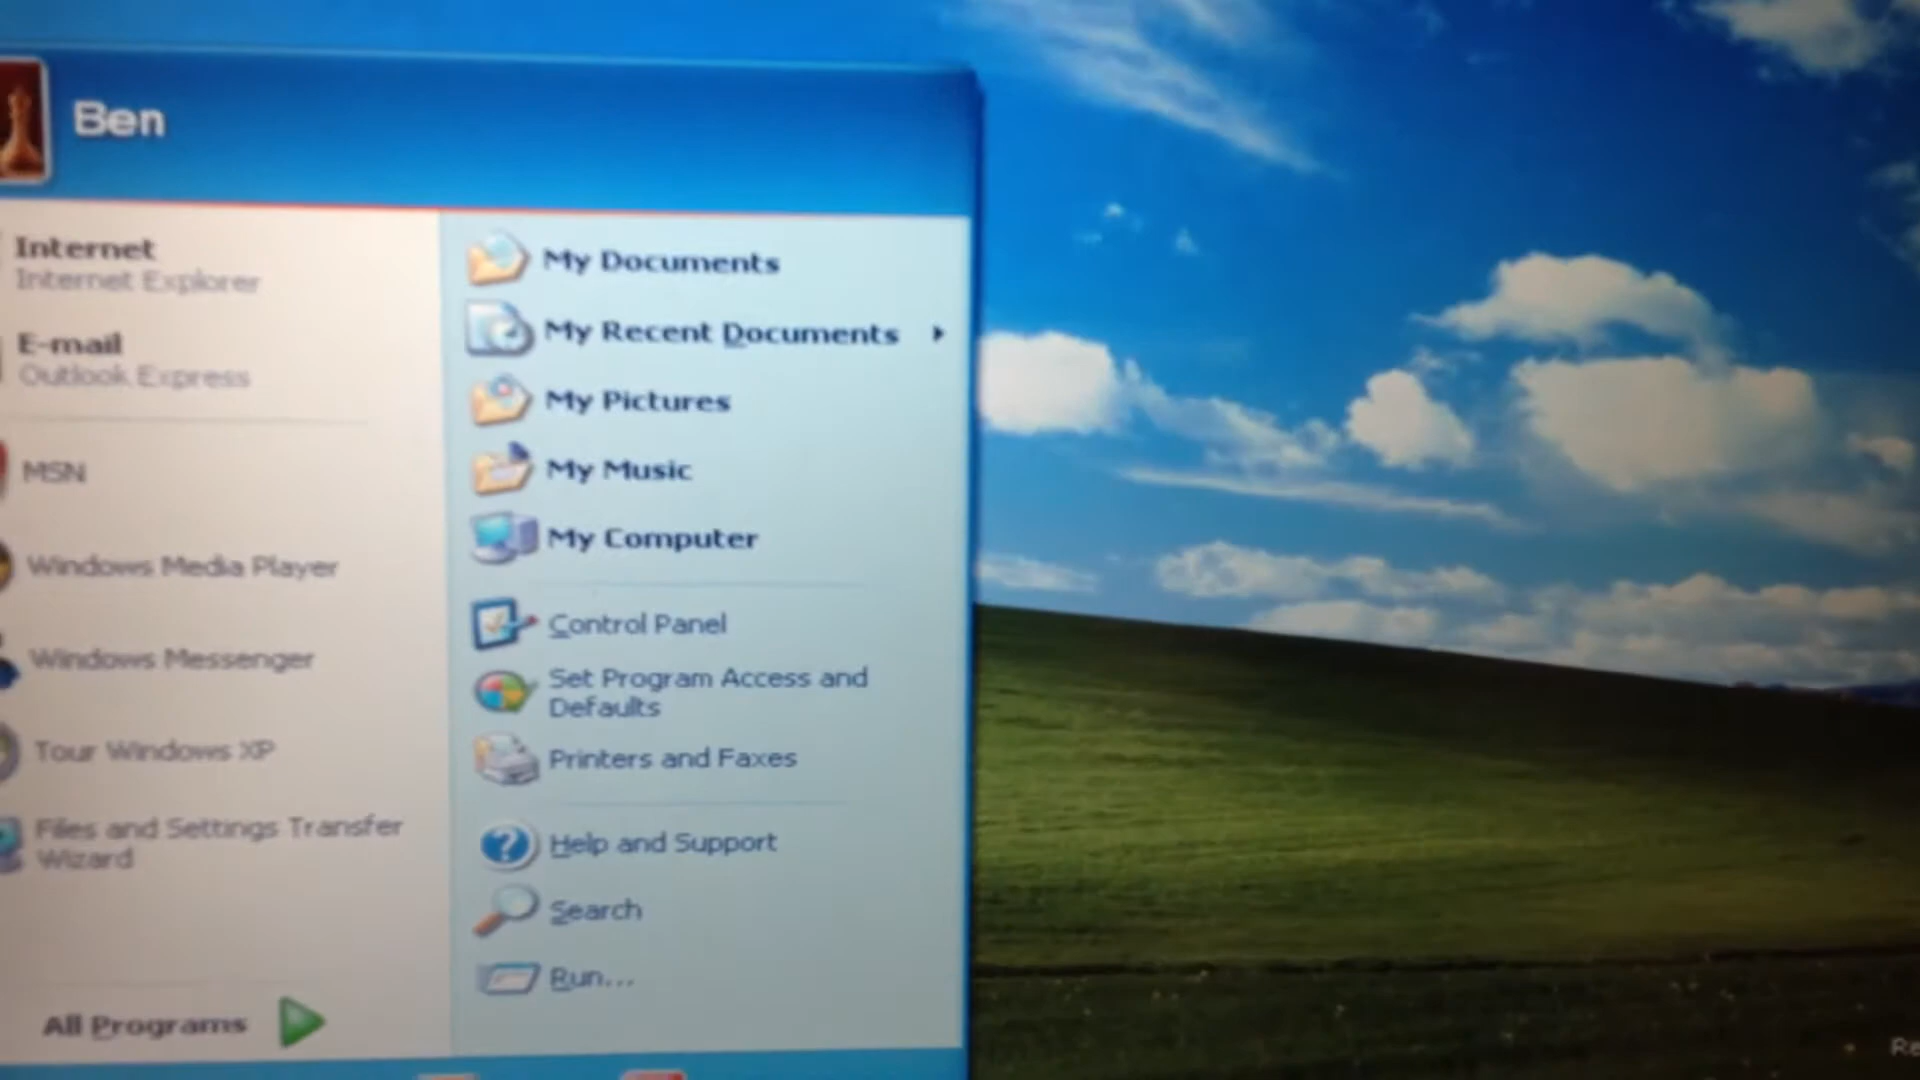 Ben
Internet
Internet Explorer
E-mail
Outlook Express
MSN
Windows Media Player
Windows Messenger
Tour Windows XP
Files and Settings Transfer
Wizard
All Programs
My Documents
My Recent Documents
My Pictures
My Music
My Computer
Control Panel
Set Program Access and
Defaults
Printers and Faxes
Help and Support
Search
Run...